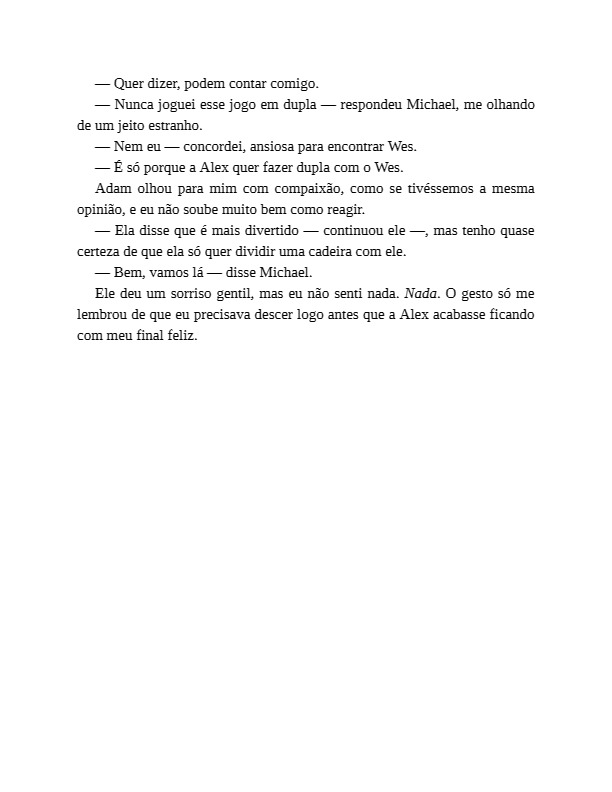 — Quer dizer, podem contar comigo.
— Nunca joguei esse jogo em dupla — respondeu Michael, me olhando
de um jeito estranho.
— Nem eu — concordei, ansiosa para encontrar Wes.
— É só porque a Alex quer fazer dupla com o Wes.
Adam olhou para mim com compaixão, como se tivéssemos a mesma
opinião, e eu não soube muito bem como reagir.
— Ela disse que é mais divertido — continuou ele —, mas tenho quase
certeza de que ela só quer dividir uma cadeira com ele.
— Bem, vamos lá — disse Michael.
Ele deu um sorriso gentil, mas eu não senti nada. Nada. O gesto só me
lembrou de que eu precisava descer logo antes que a Alex acabasse ficando
com meu final feliz.